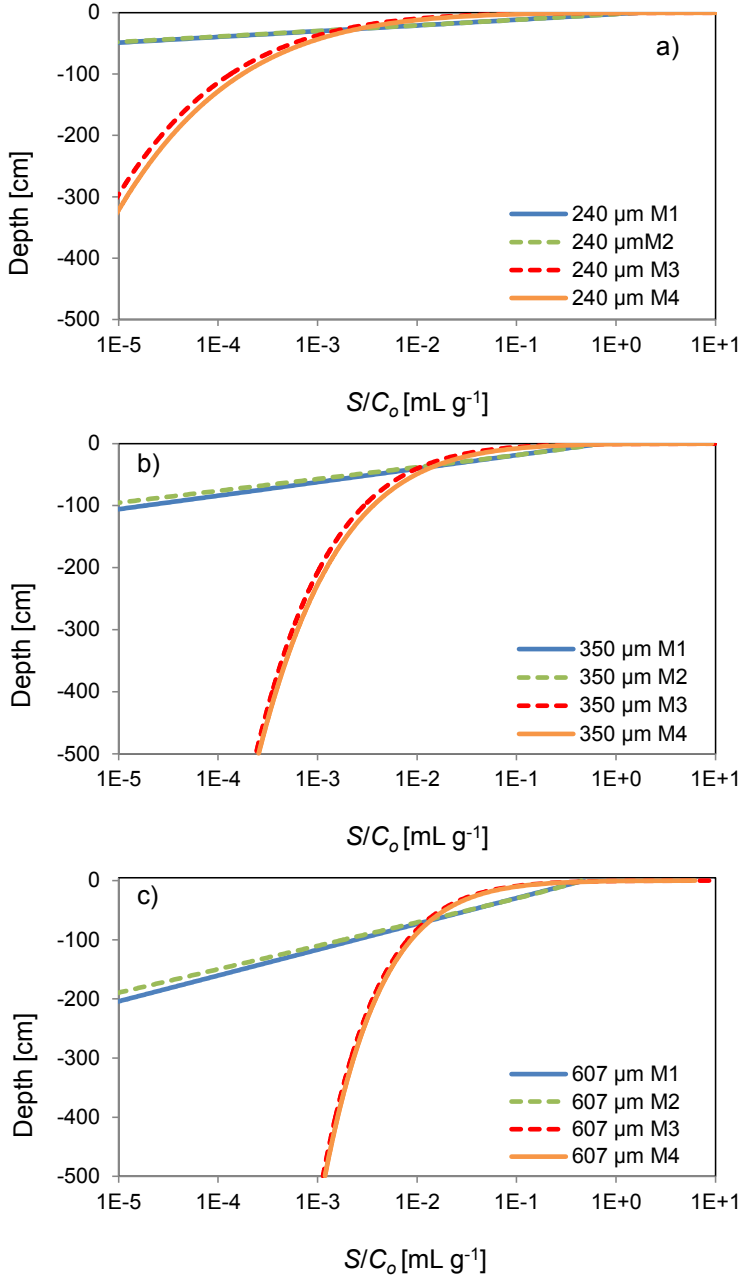 0
-100
-200
-300
-400
-500
Depth [cm]
a)
240 µm M1
240 µmM2
240 µm M3
240 µm M4
1E-5 1E-4 1E-3 1E-2 1E-1 1E+0 1E+1
S/Co [mL g-1]
0
-100
-200
-300
-400
-500
Depth [cm]
b)
350 µm M1
350 µm M2
350 µm M3
350 µm M4
1E-5 1E-4 1E-3 1E-2 1E-1 1E+0 1E+1
S/Co [mL g-1]
0
-100
-200
-300
-400
-500
Depth [cm]
c)
607 µm M1
607 µm M2
607 µm M3
607 µm M4
1E-5 1E-4 1E-3 1E-2 1E-1 1E+0 1E+1
S/Co [mL g-1]